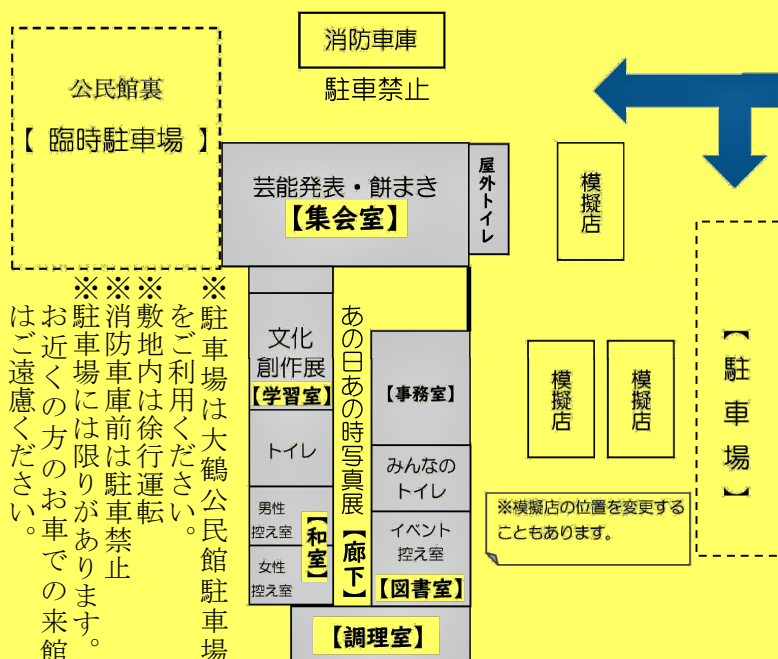 消防車庫
駐車禁止
公民館裏
【 臨時駐車場 】
芸能発表・餅まき
【集会室】
屋外トイレ
模擬店
文化
創作展
【学習室】
あの日あの時写真展【廊下】
【事務室】
模擬店
模擬店
【駐車場】
トイレ
みんなの
トイレ
※模擬店の位置を変更する
こともあります。
男性
控え室
女性
控え室
【和室】
イベント
控え室
【図書室】
【調理室】
※駐車場は大鶴公民館駐車場
をご利用ください。
※敷地内は徐行運転
※消防車庫前は駐車禁止
※駐車場には限りがあります。
お近くの方のお車での来館
はご遠慮ください。